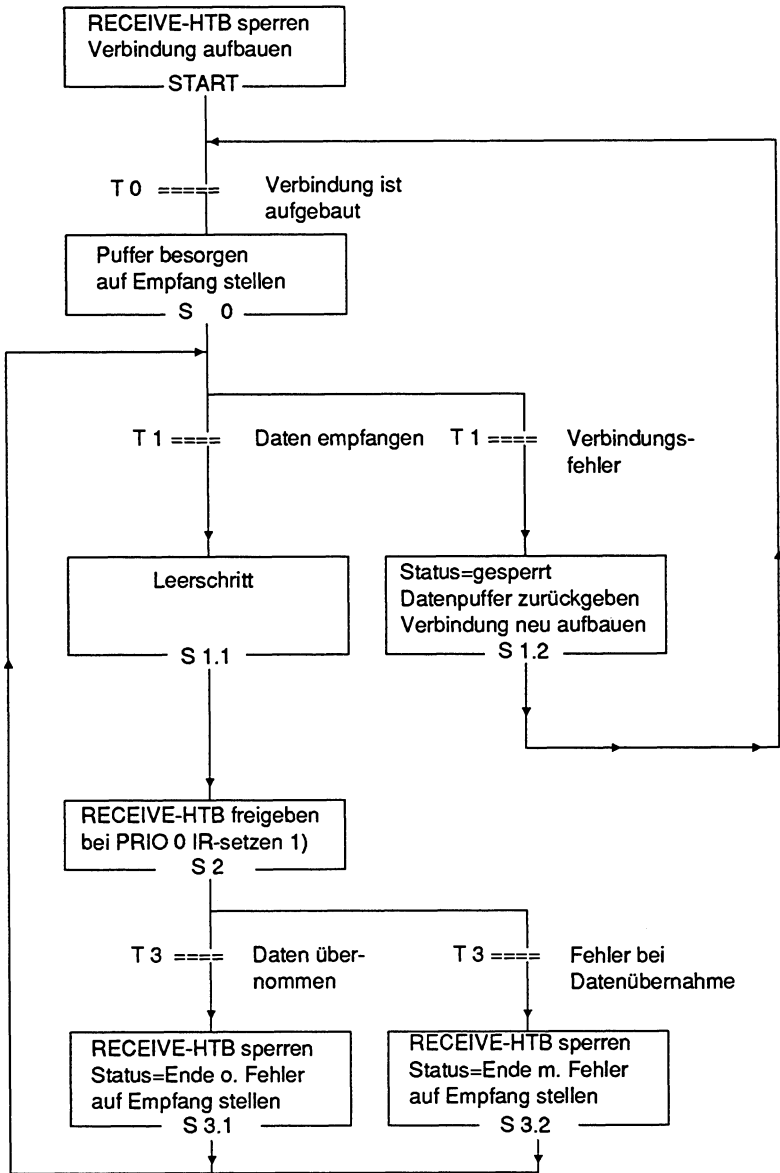 RECEIVE-HTB sperren
Verbindung aufbauen
START
T 0 ===== Verbindung ist
aufgebaut
Puffer besorgen
auf Empfang stellen
S 0
T 1 ==== Daten empfangen
T 1 ==== Verbindungs-
fehler
Leerschritt
S 1.1
Status=gesperrt
Datenpuffer zurückgeben
Verbindung neu aufbauen
S 1.2
RECEIVE-HTB freigeben
bei PRIO 0 IR-setzen 1)
S 2
T 3 ==== Daten über-
nommen
T 3 ==== Fehler bei
Datenübernahme
RECEIVE-HTB sperren
Status=Ende o. Fehler
auf Empfang stellen
S 3.1
RECEIVE-HTB sperren
Status=Ende m. Fehler
auf Empfang stellen
S 3.2